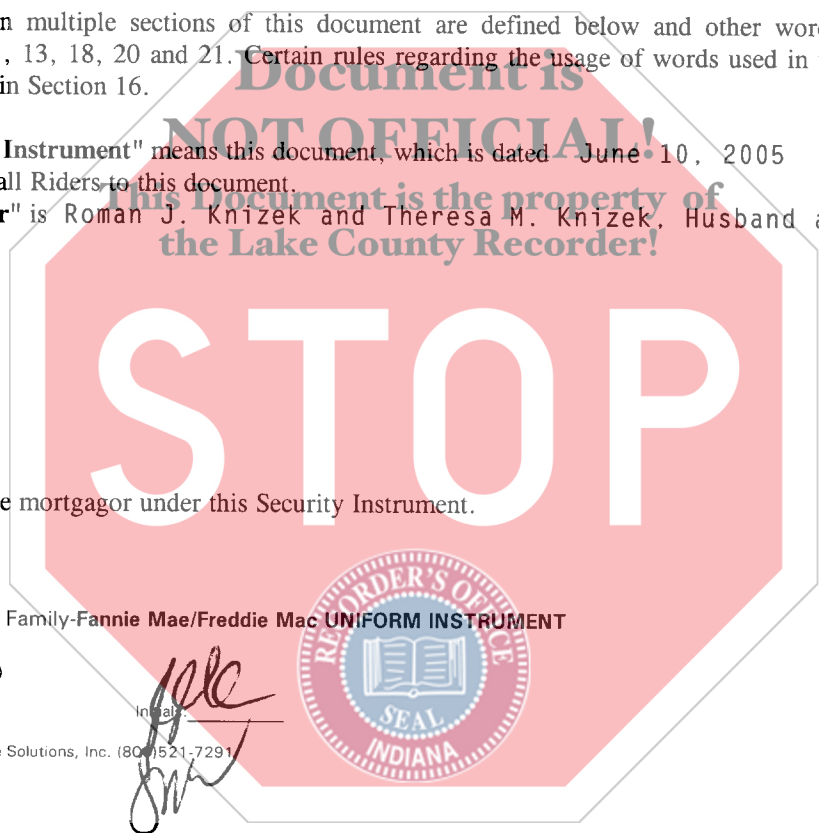 n multiple sections of this document are defined below and other word
, 13, 18, 20 and 21. Certain rules regarding the usage of words used in
in Section 16.
Document is
NOT OFFICIAL!
Instrument" means this document, which is dated June 10, 2005
all Riders to this document.
This Document is the property of
r" is Roman J. Knizek and Theresa M. Knizek, Husband a
the Lake County Recorder!
STOP
e mortgagor under this Security Instrument.
RECORDER'S OFFICE
SEAL
INDIANA
Family-Fannie Mae/Freddie Mac UNIFORM INSTRUMENT
Initials:
e Solutions, Inc. (800)521-7291